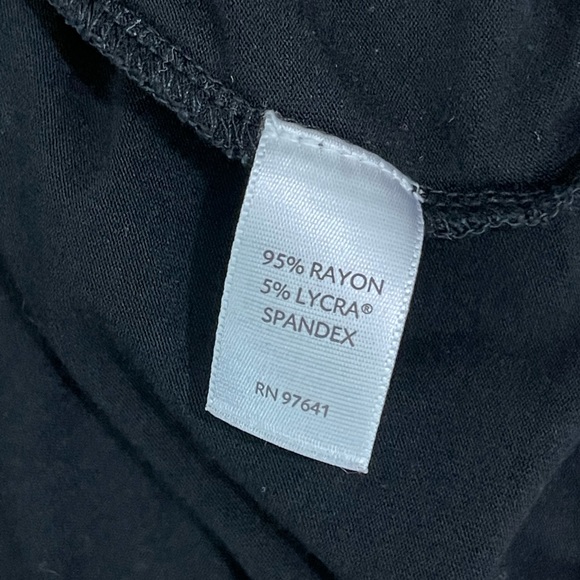 95% RAYON
5% LYCRA®
SPANDEX
RN 97641